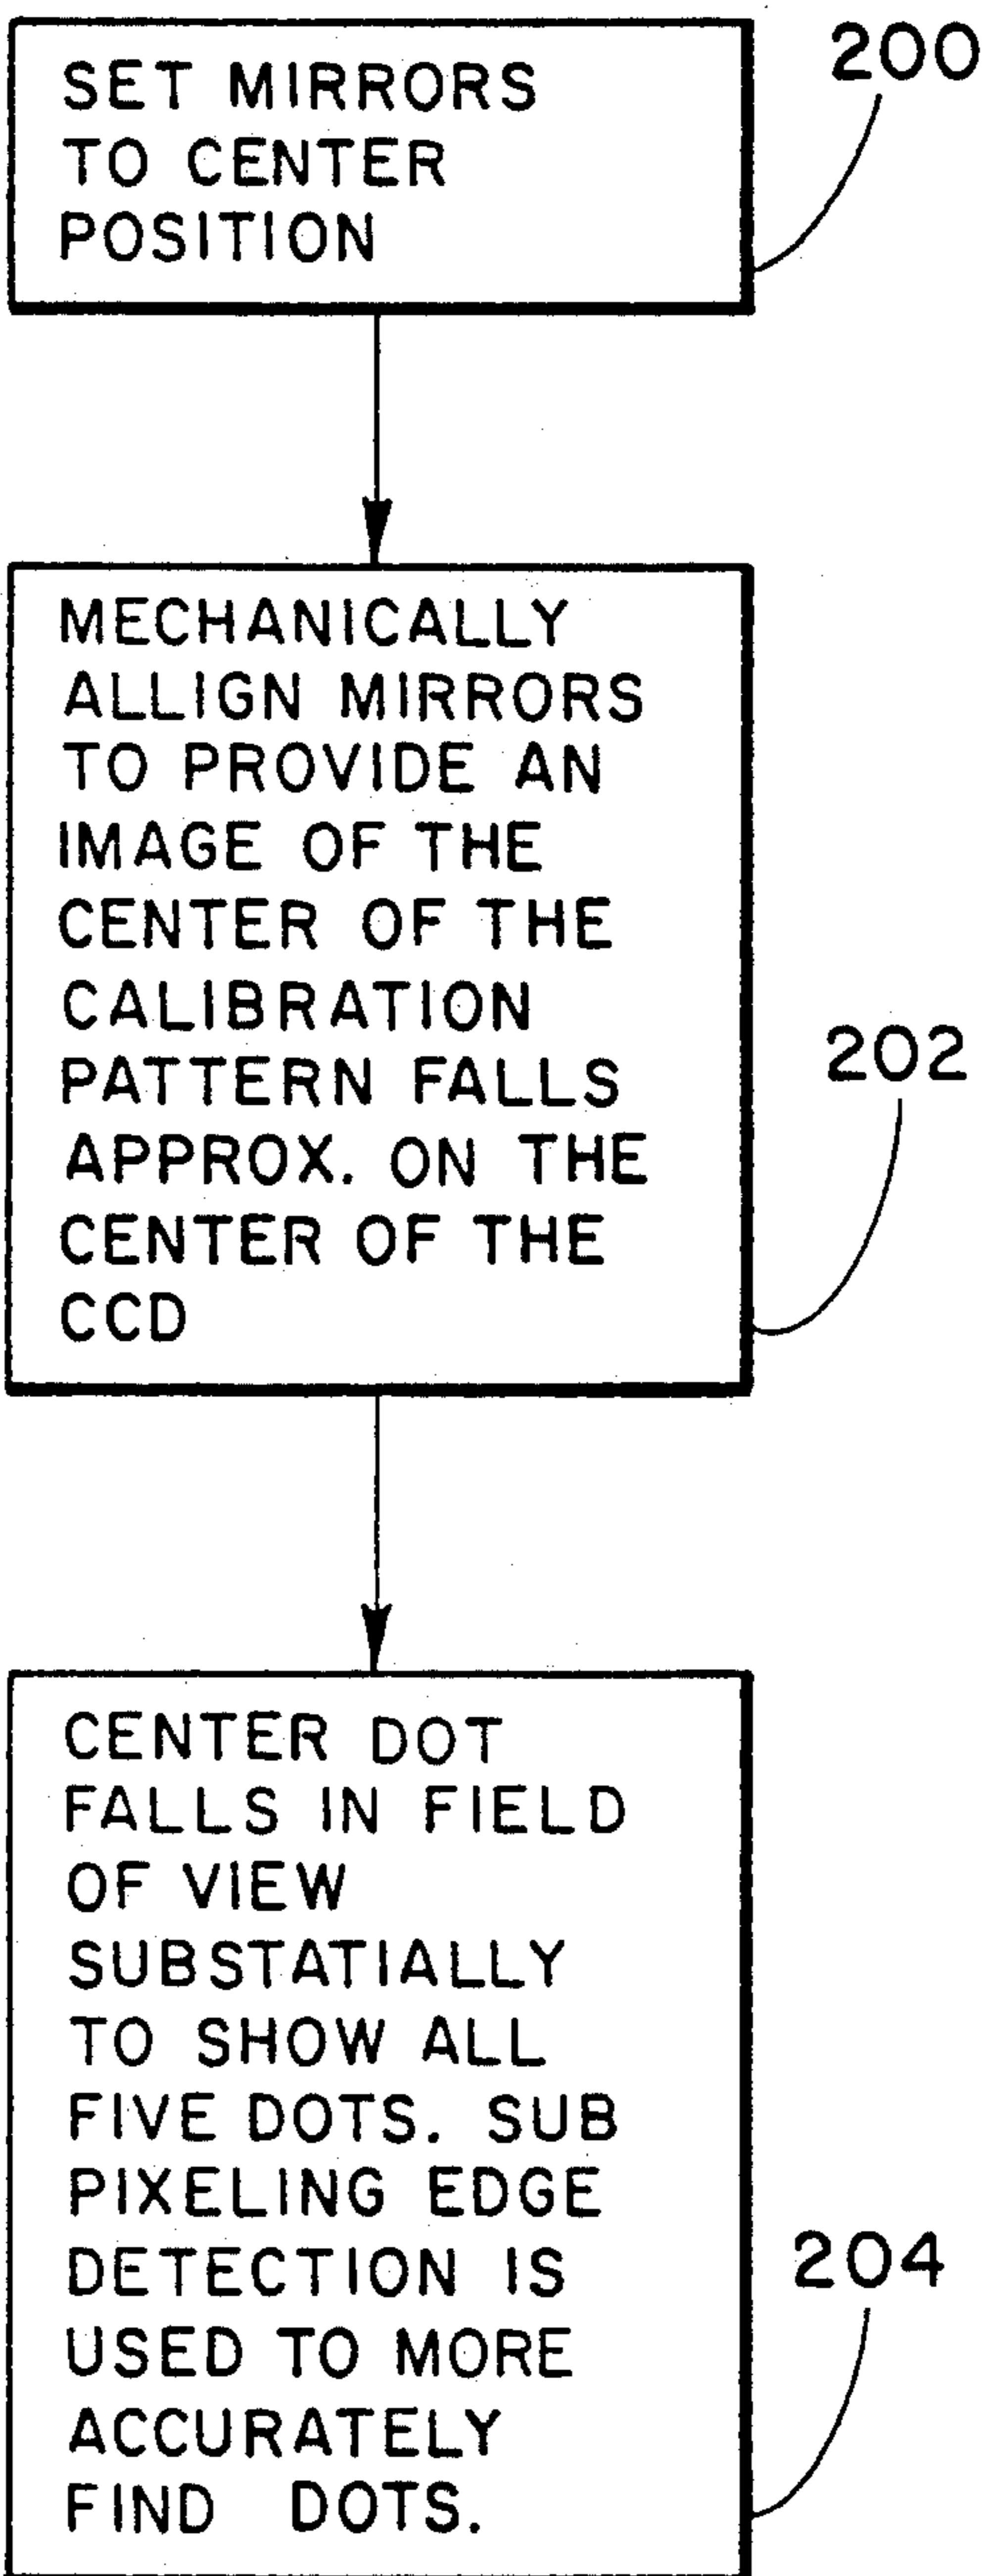 200
SET MIRRORS
TO CENTER
POSITION
MECHANICALLY
ALLIGN MIRRORS
TO PROVIDE AN
IMAGE OF THE
CENTER OF THE
CALIBRATION
PATTERN FALLS
APPROX. ON THE
CENTER OF THE
CCD
202
CENTER DOT
FALLS IN FIELD
OF VIEW
SUBSTATIALLY
TO SHOW ALL
FIVE DOTS. SUB
PIXELING EDGE
DETECTION IS
USED TO MORE
ACCURATELY
FIND DOTS.
204